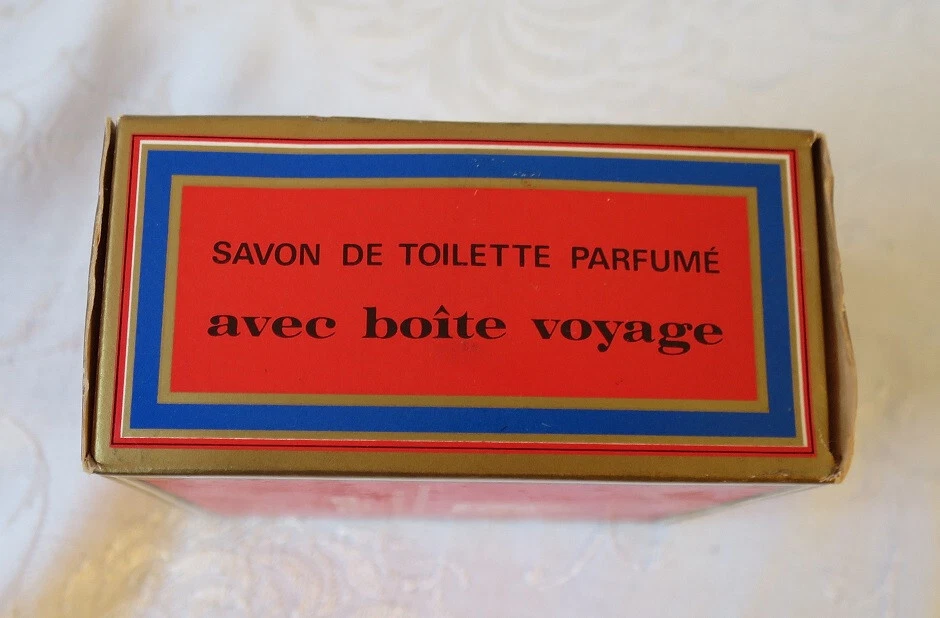 SAVON DE TOILETTE PARFUMÉ
avec boîte voyage